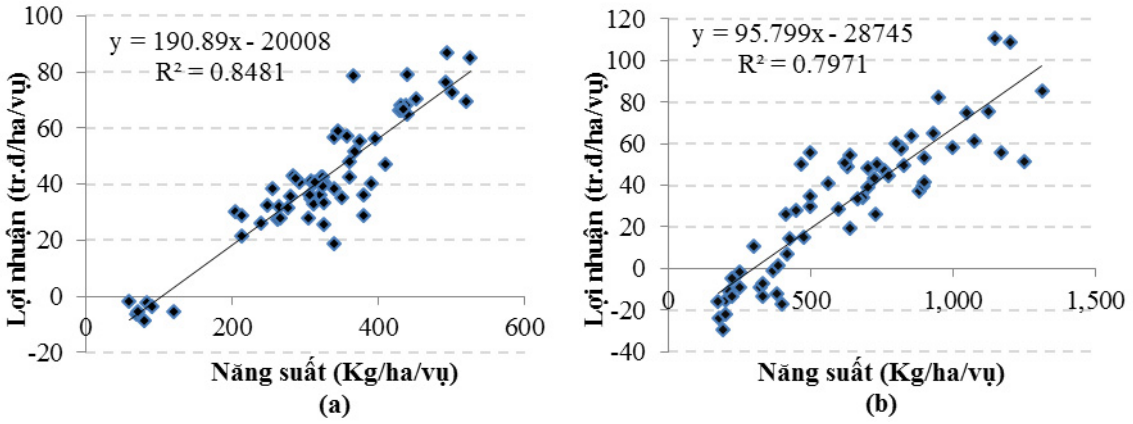 100
80
60
40
20
0
-20
y = 190.89x - 20008
R² = 0.8481
0
200
400
600
Lợi nhuận (tr.d/ha/vụ)
Năng suất (Kg/ha/vụ)
(a)
120
100
80
60
40
20
0
-20
-40
y = 95.799x - 28745
R² = 0.7971
0
500
1,000
1,500
Lợi nhuận (tr.d/ha/vụ)
Năng suất (Kg/ha/vụ)
(b)